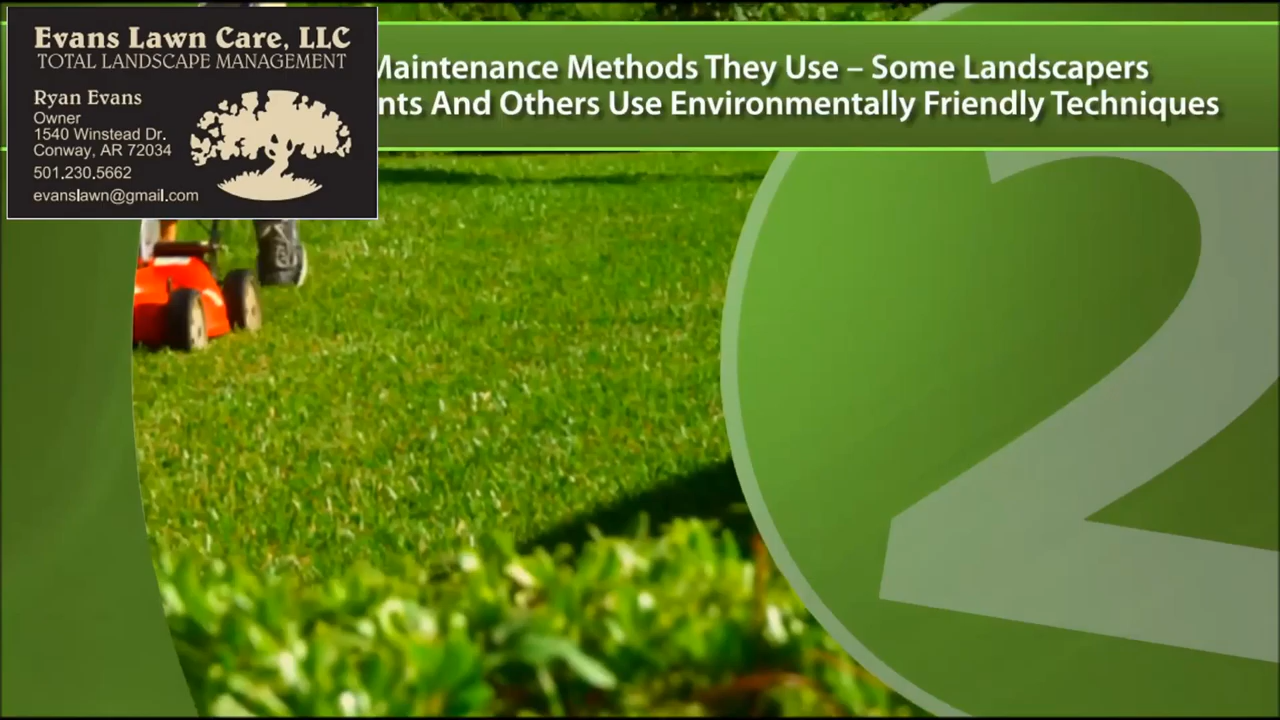 Evans Lawn Care, LLC
TOTAL LANDSCAPE MANAGEMENT
Ryan Evans
Owner
1540 Winstead Dr.
Conway, AR 72034
501.230.5662
evanslawn@gmail.com
Maintenance Methods They Use – Some Landscapers
And Others Use Environmentally Friendly Techniques
2